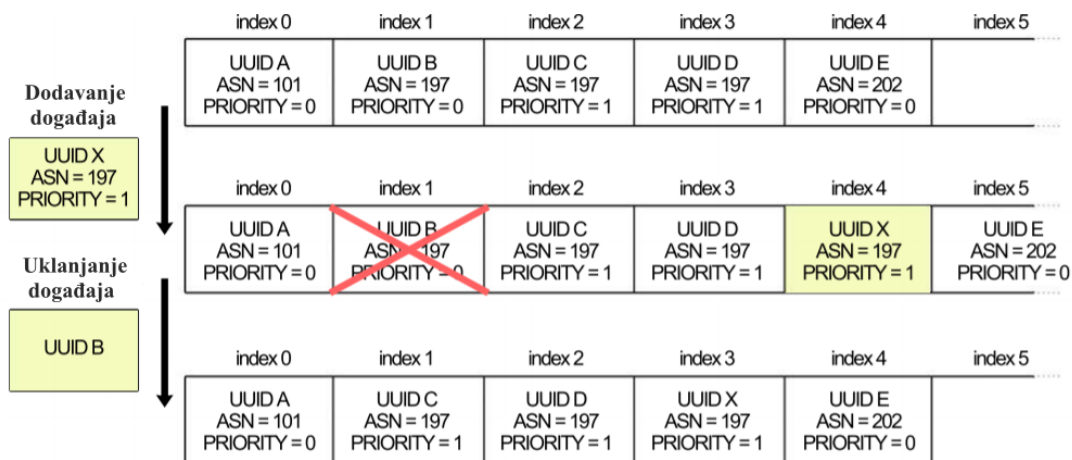 index 0 index 1 index 2 index 3 index 4 index 5
UUID A UUID B UUID C UUID D UUID E
ASN = 101 ASN = 197 ASN = 197 ASN = 197 ASN = 202
PRIORITY = 0 PRIORITY = 0 PRIORITY = 1 PRIORITY = 1 PRIORITY = 0
Dodavanje
događaja
UUID X
ASN = 197
PRIORITY = 1
index 0 index 1 index 2 index 3 index 4 index 5
UUID A UUID B UUID C UUID D UUID X UUID E
ASN = 101 ASN = 197 ASN = 197 ASN = 197 ASN = 197 ASN = 202
PRIORITY = 0 PRIORITY = 0 PRIORITY = 1 PRIORITY = 1 PRIORITY = 1 PRIORITY = 0
Uklanjanje
događaja
UUID B
index 0 index 1 index 2 index 3 index 4 index 5
UUID A UUID C UUID D UUID X UUID E
ASN = 101 ASN = 197 ASN = 197 ASN = 197 ASN = 202
PRIORITY = 0 PRIORITY = 1 PRIORITY = 1 PRIORITY = 1 PRIORITY = 0